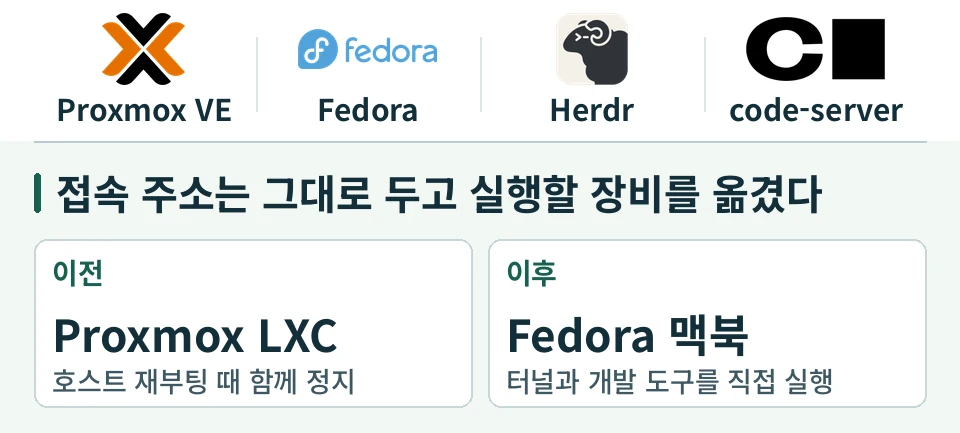 fedora
Proxmox VE
Fedora
Herdr
code-server
접속 주소는 그대로 두고 실행할 장비를 옮겼다
이전
Proxmox LXC
호스트 재부팅 때 함께 정지
이후
Fedora 맥북
터널과 개발 도구를 직접 실행